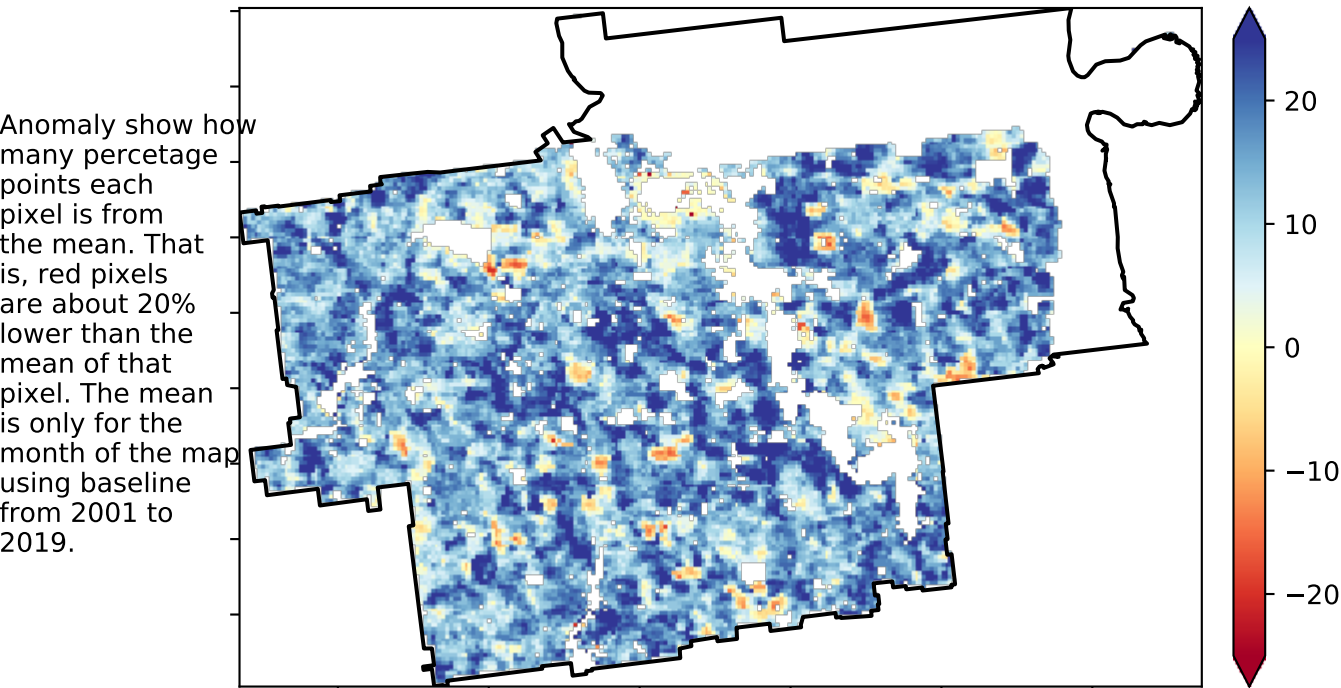 Anomaly show how
many percetage
points each
pixel is from
the mean. That
is, red pixels
are about 20%
lower than the
mean of that
pixel. The mean
is only for the
month of the map
using baseline
from 2001 to
2019.
20
10
0
−10
−20